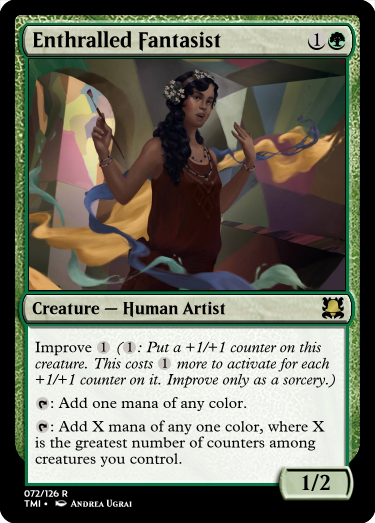 Enthralled Fantasist 1
Creature — Human Artist
Improve 1 (1: Put a +1/+1 counter on this
creature. This costs 1 more to activate for each
+1/+1 counter on it. Improve only as a sorcery.)
: Add one mana of any color.
: Add X mana of any one color, where X
is the greatest number of counters among
creatures you control.
1/2
072/126 R
TMI • Andrea Ugrai